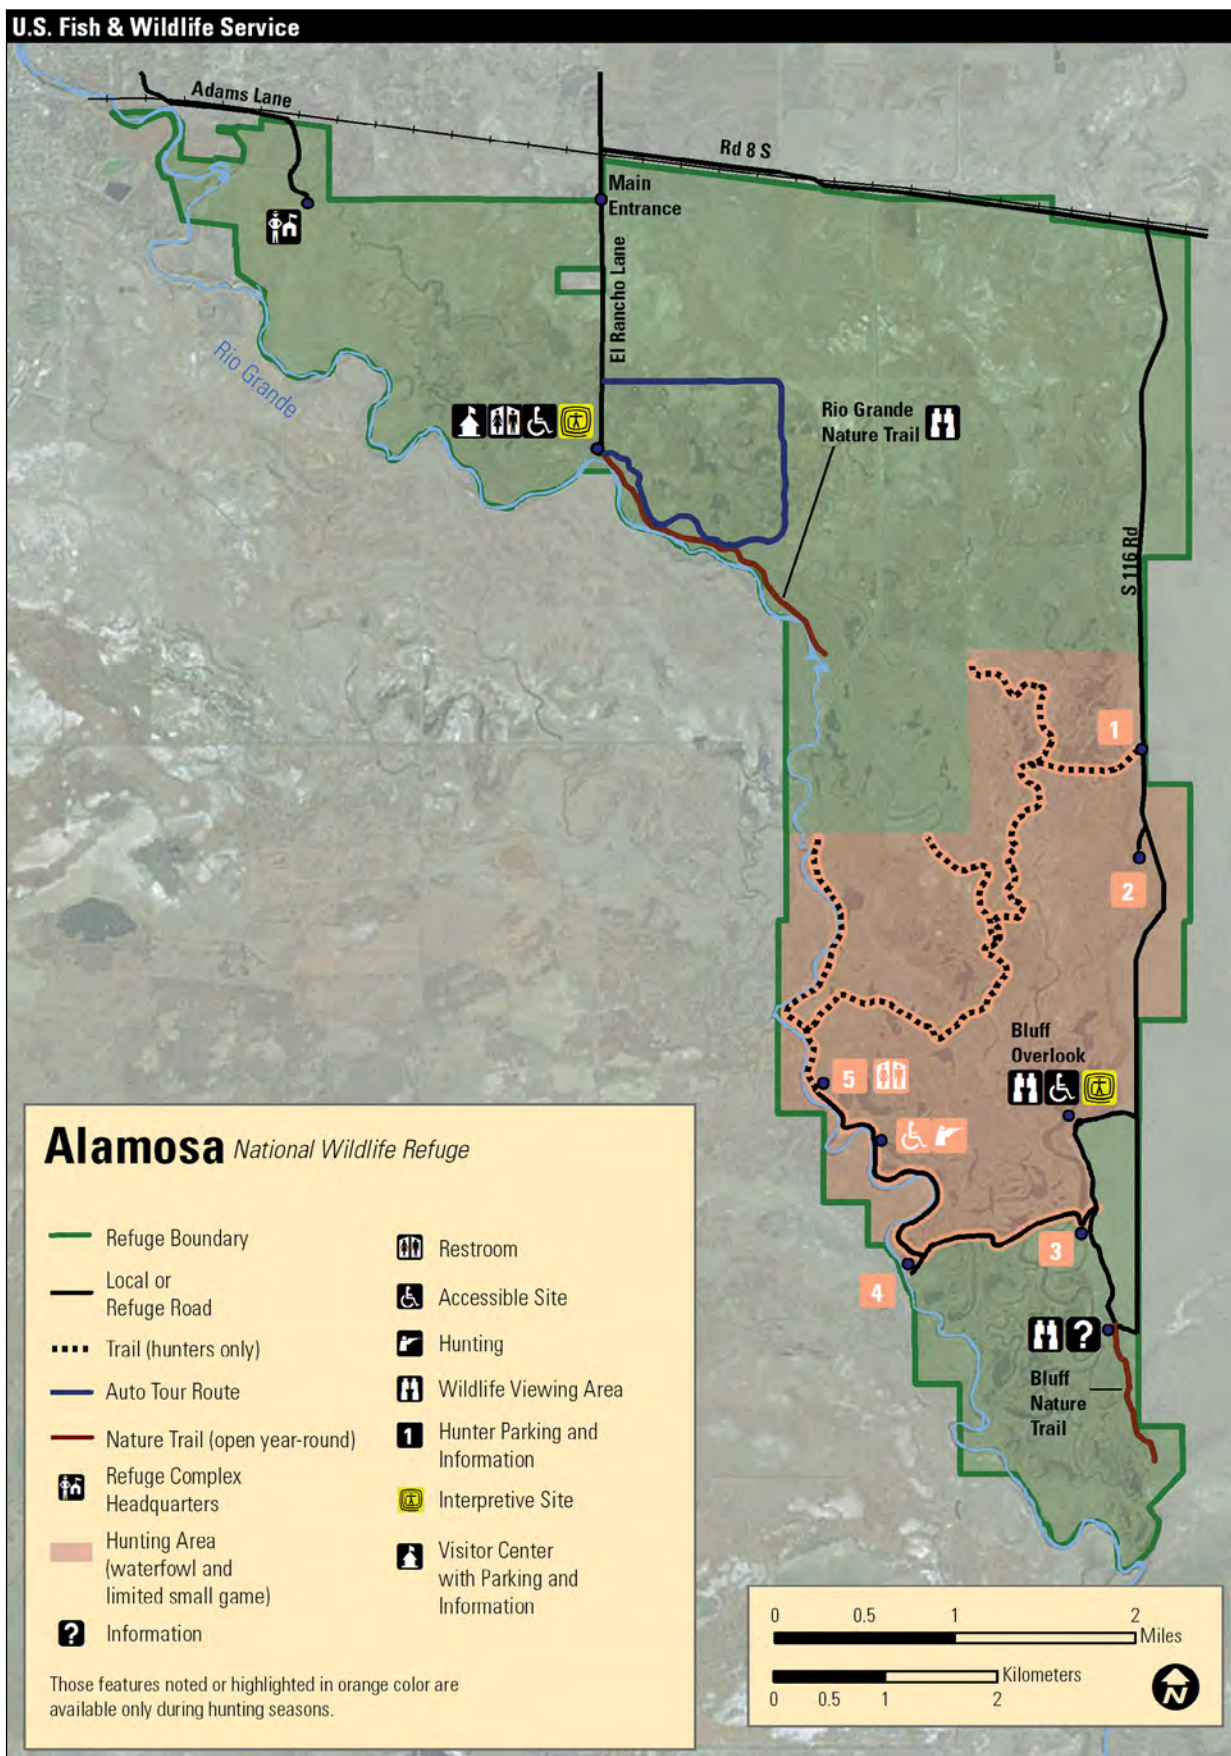 U.S. Fish & Wildlife Service
Adams Lane
Rd 8 S
Main
Entrance
El Rancho Lane
Rio Grande
Rio Grande
Nature Trail
S 116 Rd
1
2
Bluff
Overlook
5
3
4
?
Bluff
Nature
Trail
Alamosa National Wildlife Refuge
Refuge Boundary
Local or
Refuge Road
Trail (hunters only)
Auto Tour Route
Nature Trail (open year-round)
Refuge Complex
Headquarters
Hunting Area
(waterfowl and
limited small game)
? Information
Restroom
Accessible Site
Hunting
Wildlife Viewing Area
1 Hunter Parking and
Information
Interpretive Site
Visitor Center
with Parking and
Information
Those features noted or highlighted in orange color are
available only during hunting seasons.
0 0.5 1 2
Miles
Kilometers
0 0.5 1 2
N